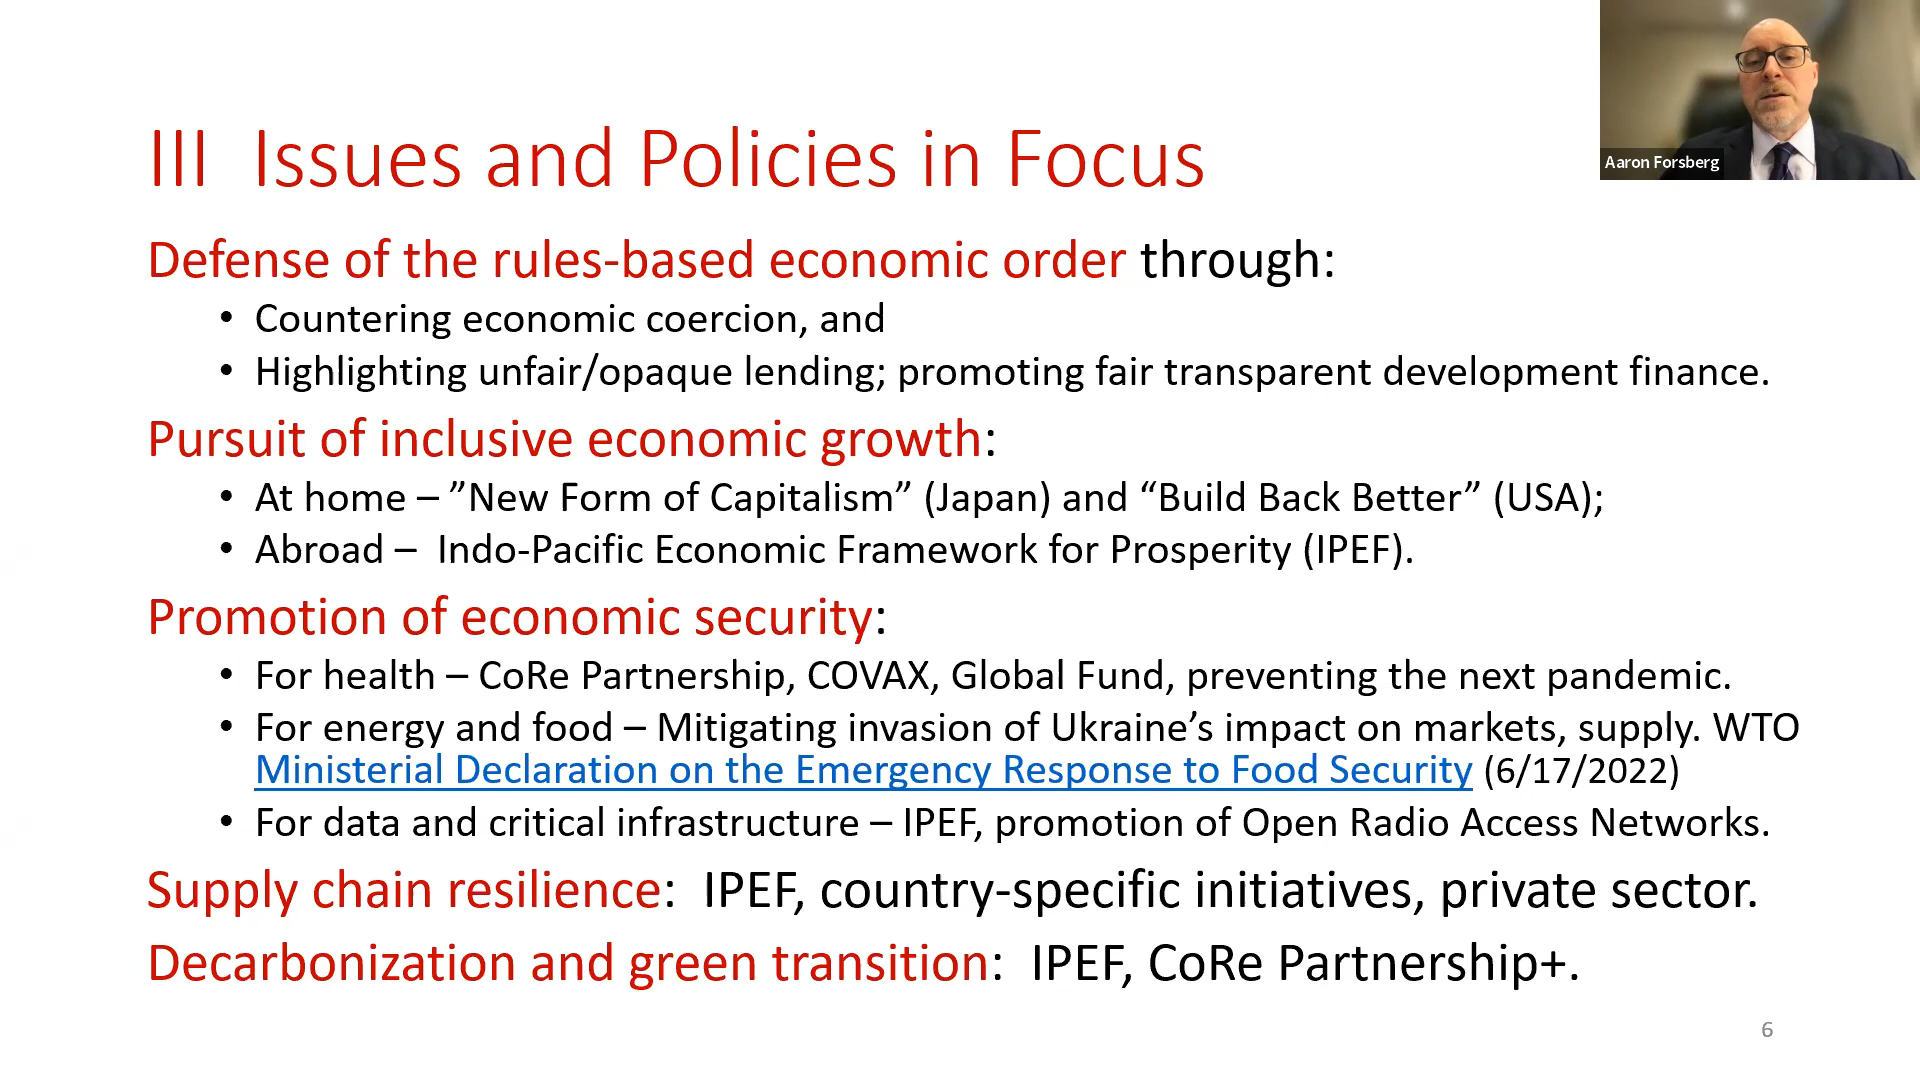 Aaron Forsberg
III Issues and Policies in Focus
Defense of the rules-based economic order through:
• Countering economic coercion, and
• Highlighting unfair/opaque lending; promoting fair transparent development finance.
Pursuit of inclusive economic growth:
• At home – ”New Form of Capitalism” (Japan) and “Build Back Better” (USA);
• Abroad – Indo-Pacific Economic Framework for Prosperity (IPEF).
Promotion of economic security:
• For health – CoRe Partnership, COVAX, Global Fund, preventing the next pandemic.
• For energy and food – Mitigating invasion of Ukraine’s impact on markets, supply. WTO
Ministerial Declaration on the Emergency Response to Food Security (6/17/2022)
• For data and critical infrastructure – IPEF, promotion of Open Radio Access Networks.
Supply chain resilience: IPEF, country-specific initiatives, private sector.
Decarbonization and green transition: IPEF, CoRe Partnership+.
6